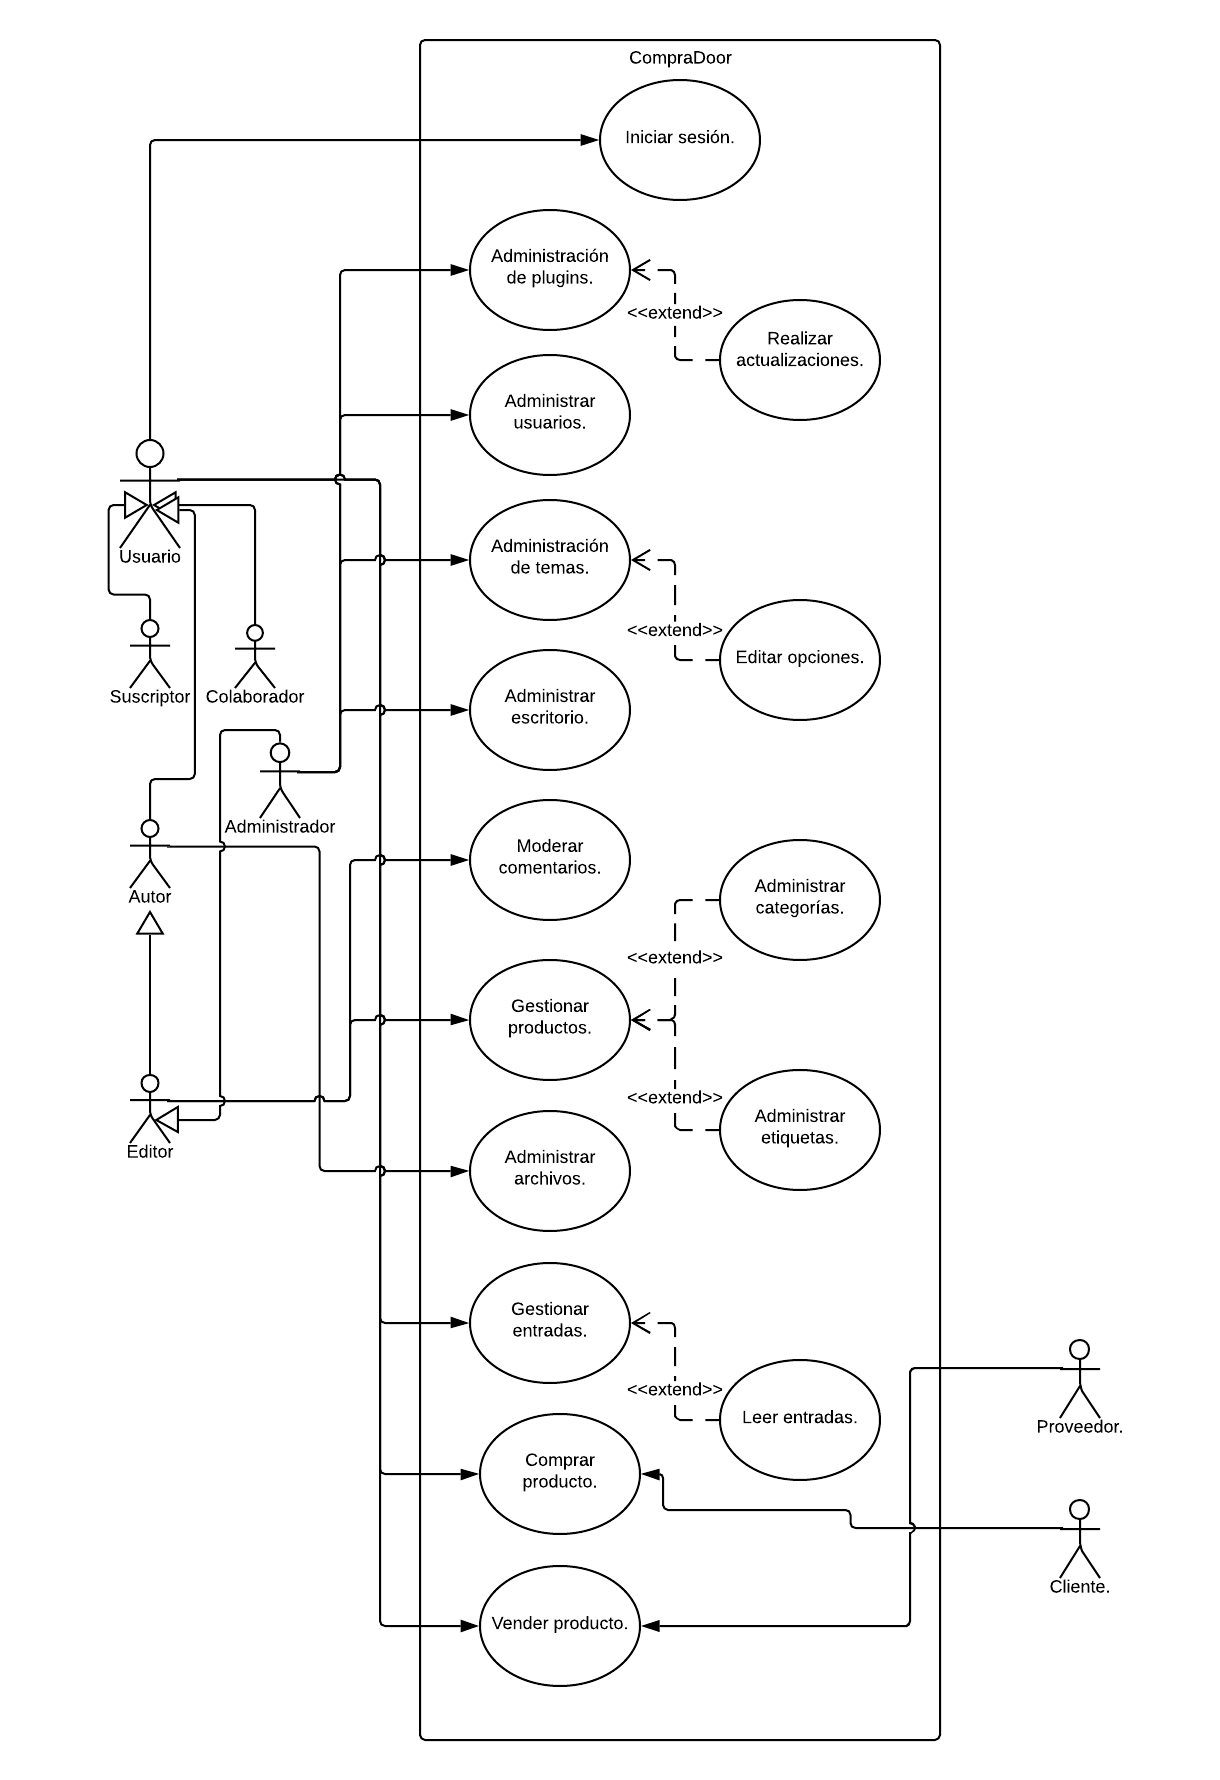 CompraDoor
Iniciar sesión.
Administración
de plugins.
<<extend>>
Realizar
actualizaciones.
Administrar
usuarios.
Usuario
Administración
de temas.
<<extend>>
Editar opciones.
Suscriptor
Colaborador
Administrar
escritorio.
Administrador
Moderar
comentarios.
Autor
Administrar
categorías.
<<extend>>
Gestionar
productos.
<<extend>>
Administrar
etiquetas.
Editor
Administrar
archivos.
Gestionar
entradas.
<<extend>>
Leer entradas.
Proveedor.
Comprar
producto.
Cliente.
Vender producto.